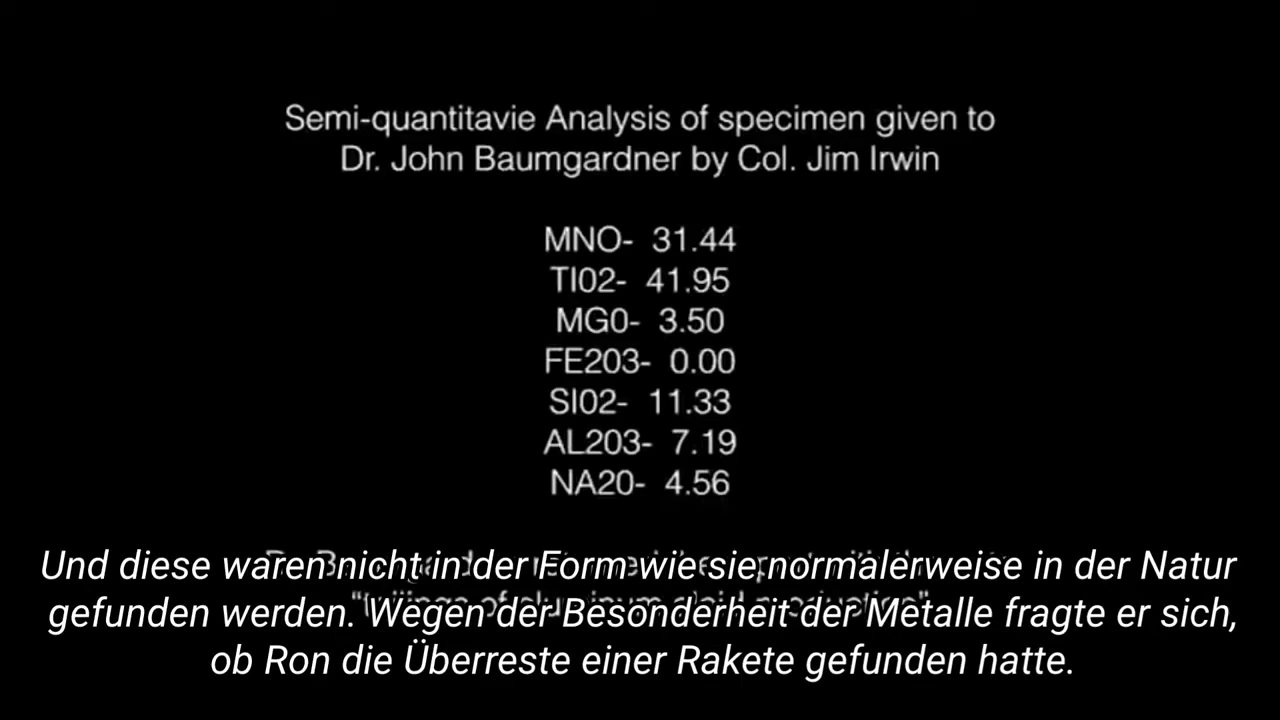 Semi-quantitavie Analysis of specimen given to
Dr. John Baumgardner by Col. Jim Irwin
MNO- 31.44
TI02- 41.95
MG0- 3.50
FE203- 0.00
SI02- 11.33
AL203- 7.19
NA20- 4.56
Und diese waren nicht in der Form wie sie normalerweise in der Natur
gefunden werden. Wegen der Besonderheit der Metalle fragte er sich,
ob Ron die Überreste einer Rakete gefunden hatte.